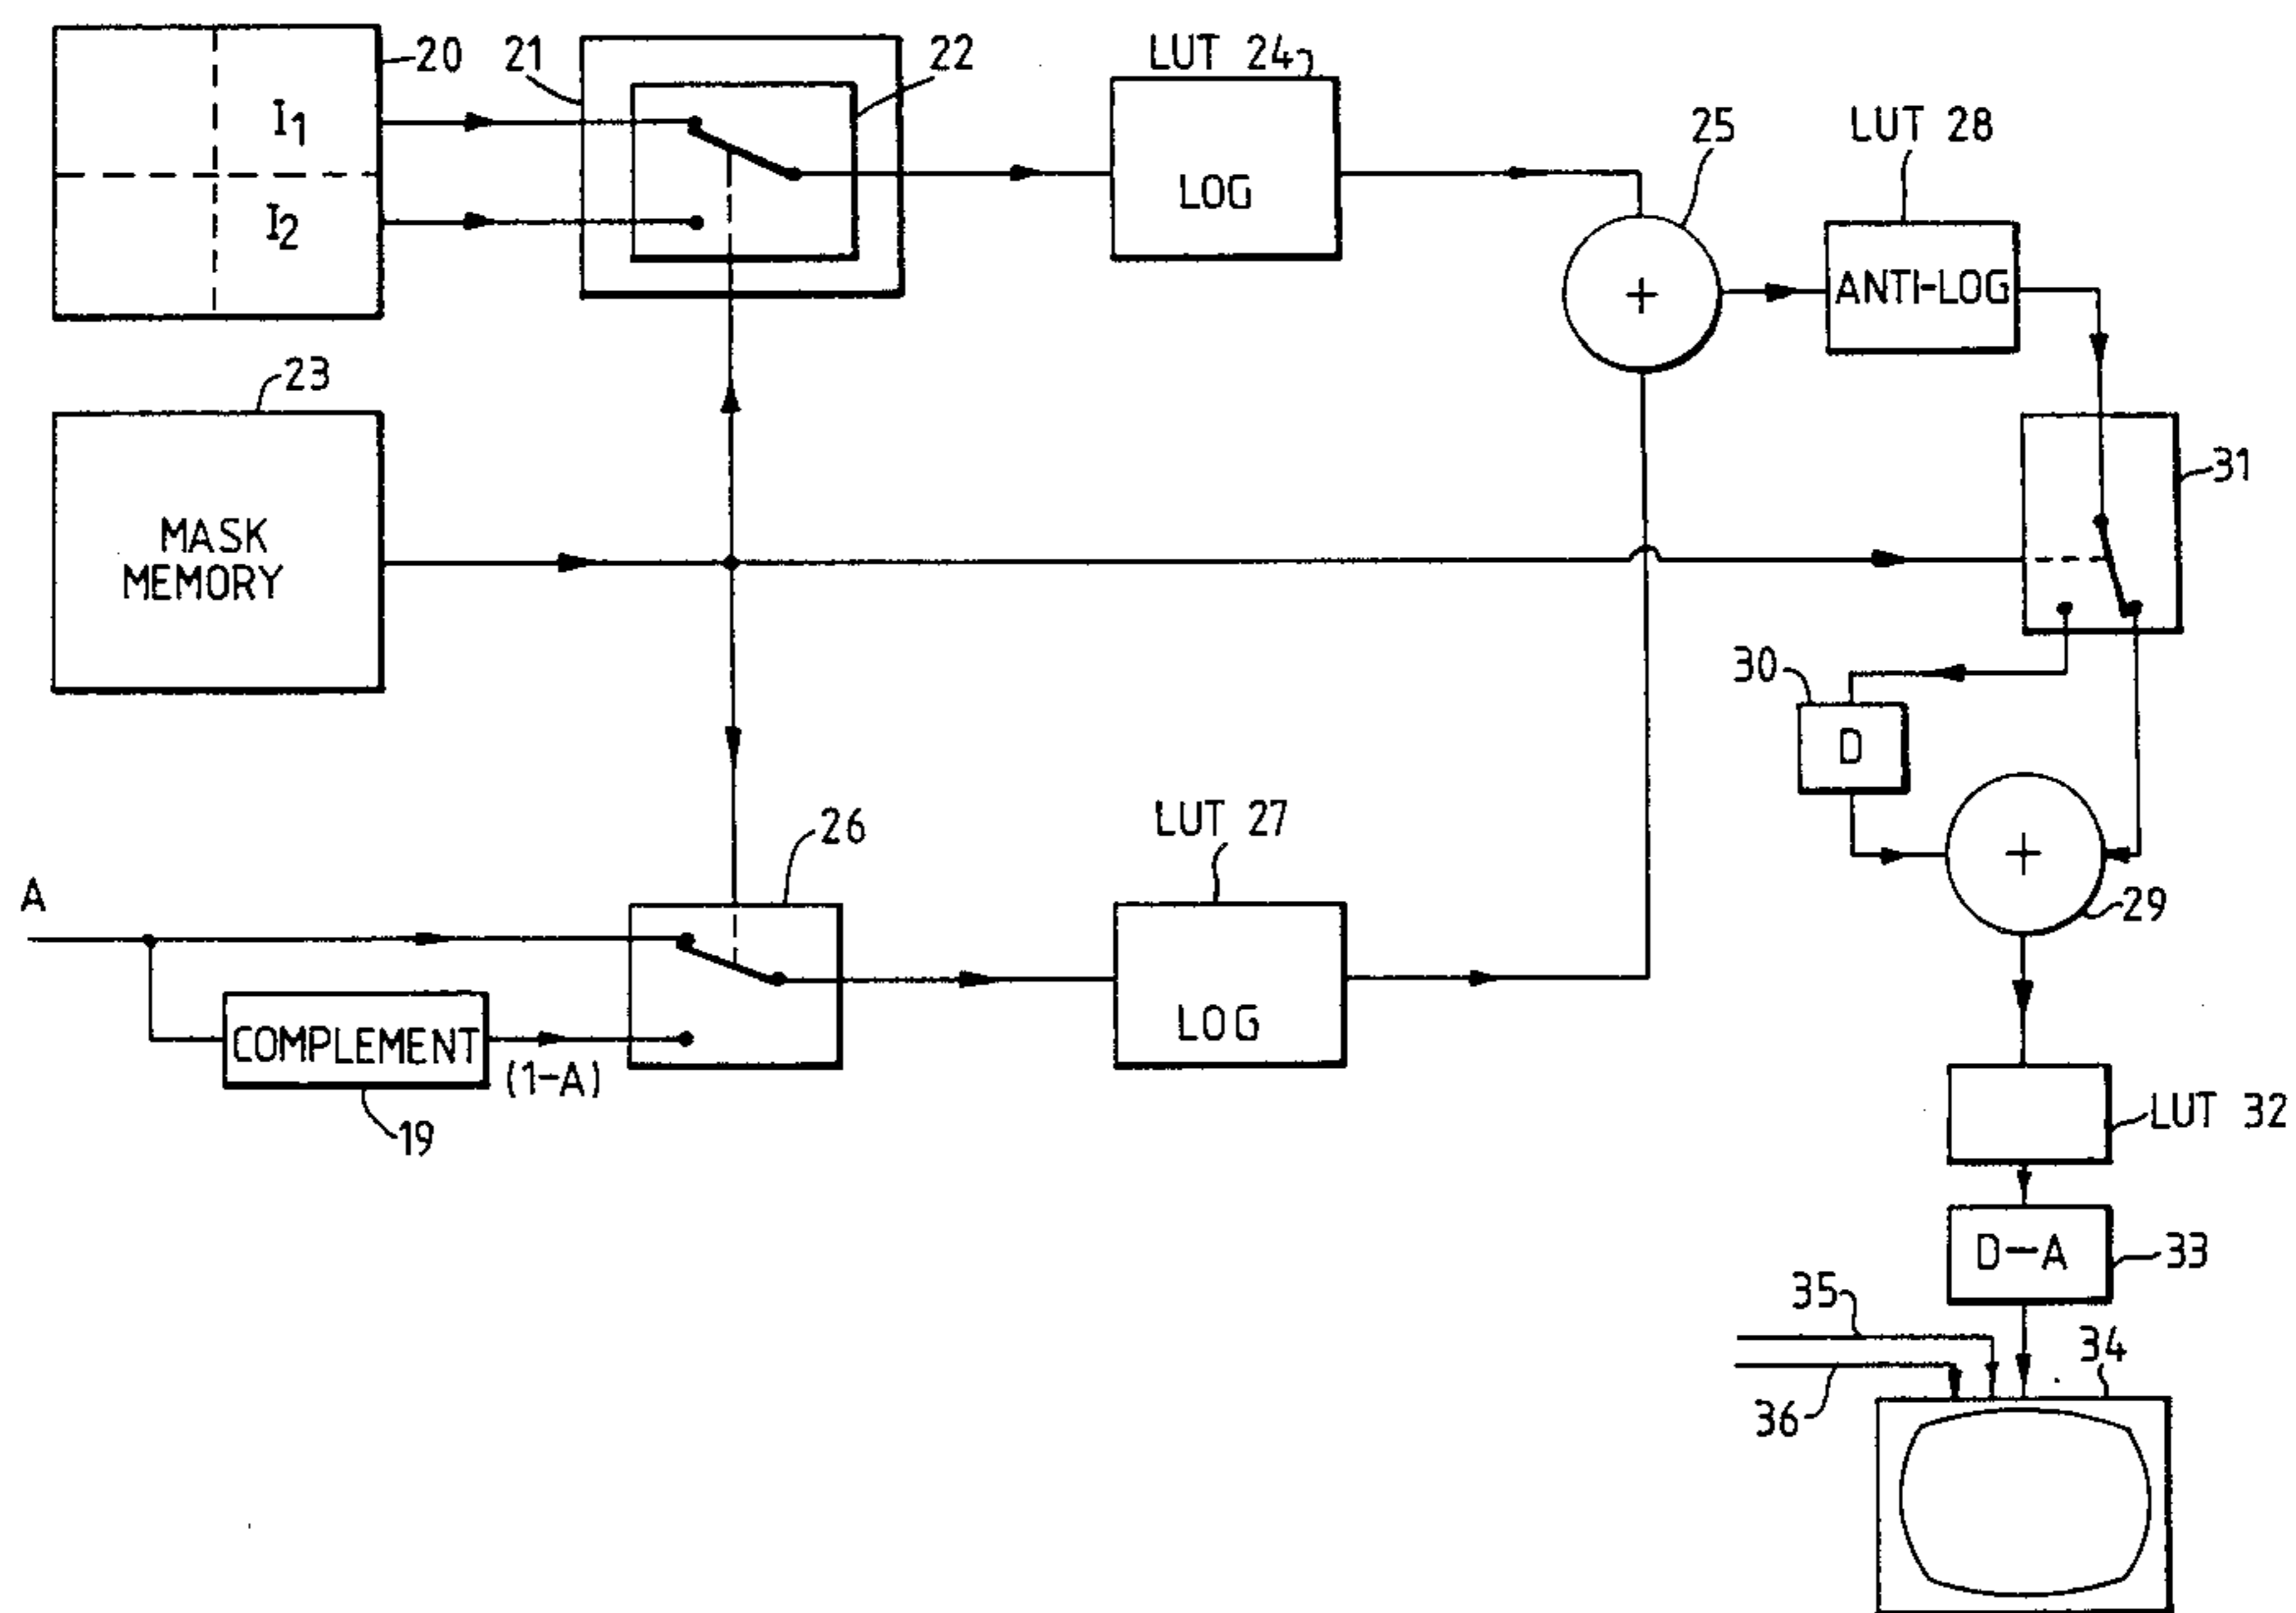 20
21
22
LUT 24
I1
I2
LOG
25
LUT 28
+
ANTI-LOG
23
MASK
MEMORY
31
30
D
26
LUT 27
+
29
A
LOG
COMPLEMENT
(1-A)
19
LUT 32
D-A
33
35
34
36